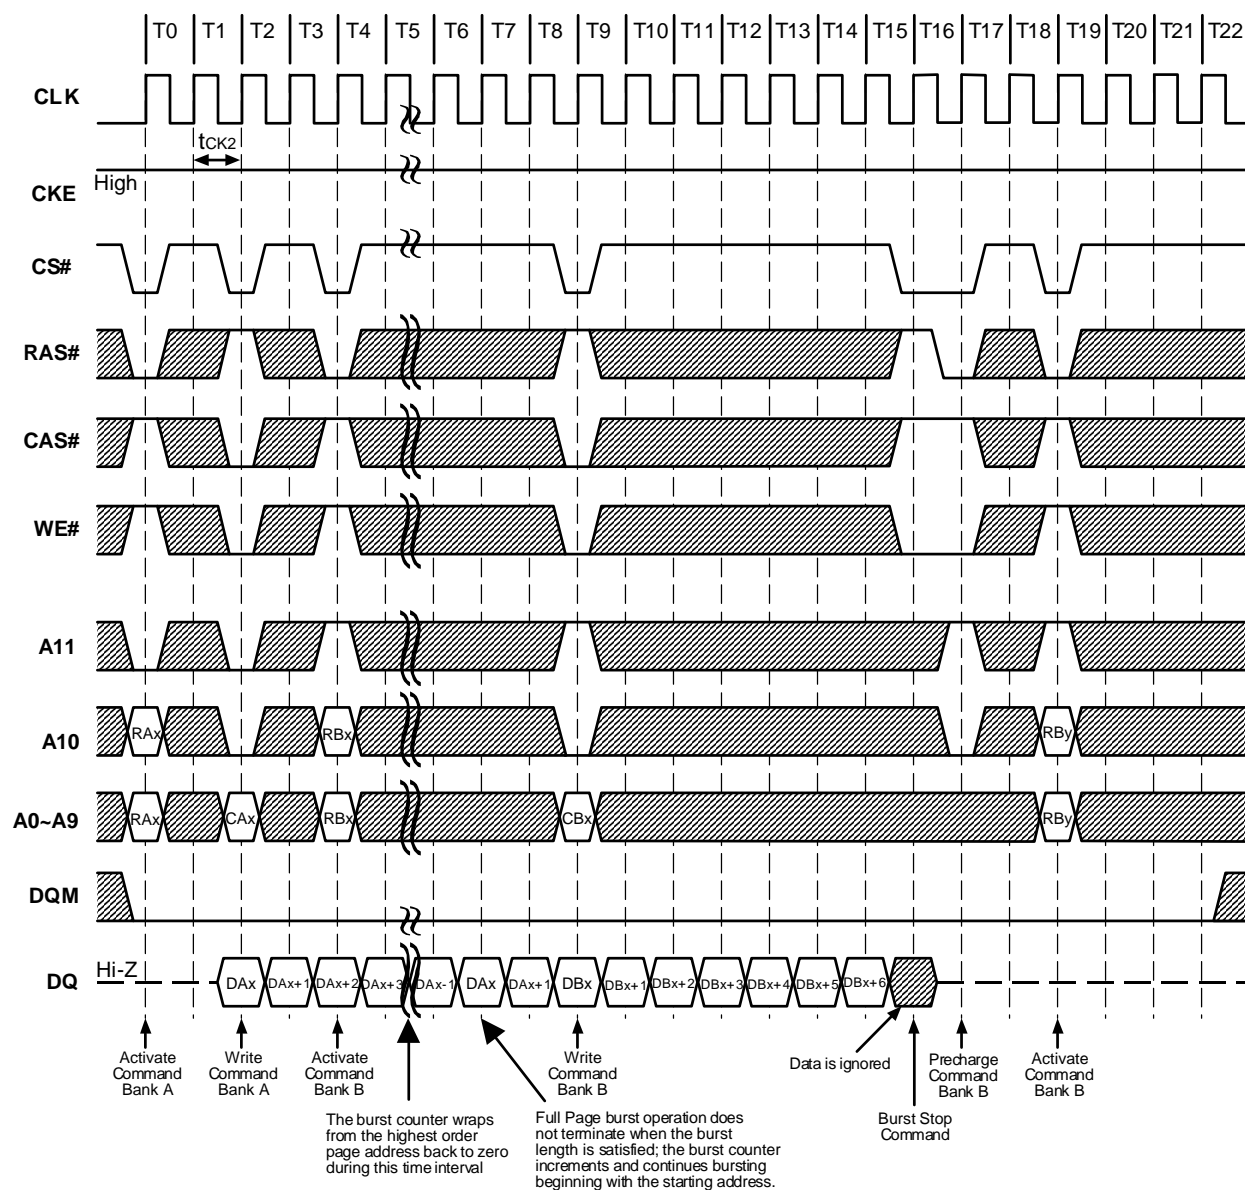 T0 T1 T2 T3 T4 T5 T6 T7 T8 T9 T10 T11 T12 T13 T14 T15 T16 T17 T18 T19 T20 T21 T22
CLK
tCK2
High
CKE
CS#
RAS#
CAS#
WE#
A11
A10
RAx RBx RBy
A0~A9
RAx CAx RBx CBx RBy
DQM
Hi-Z
DQ
DAx DAx+1 DAx+2 DAx+3 DAx-1 DAx DAx+1 DBx DBx+1 DBx+2 DBx+3 DBx+4 DBx+5 DBx+6
Activate
Command
Bank A
Write
Command
Bank A
Activate
Command
Bank B
The burst counter wraps
from the highest order
page address back to zero
during this time interval
Full Page burst operation does
not terminate when the burst
length is satisfied; the burst counter
increments and continues bursting
beginning with the starting address.
Write
Command
Bank B
Data is ignored
Burst Stop
Command
Precharge
Command
Bank B
Activate
Command
Bank B